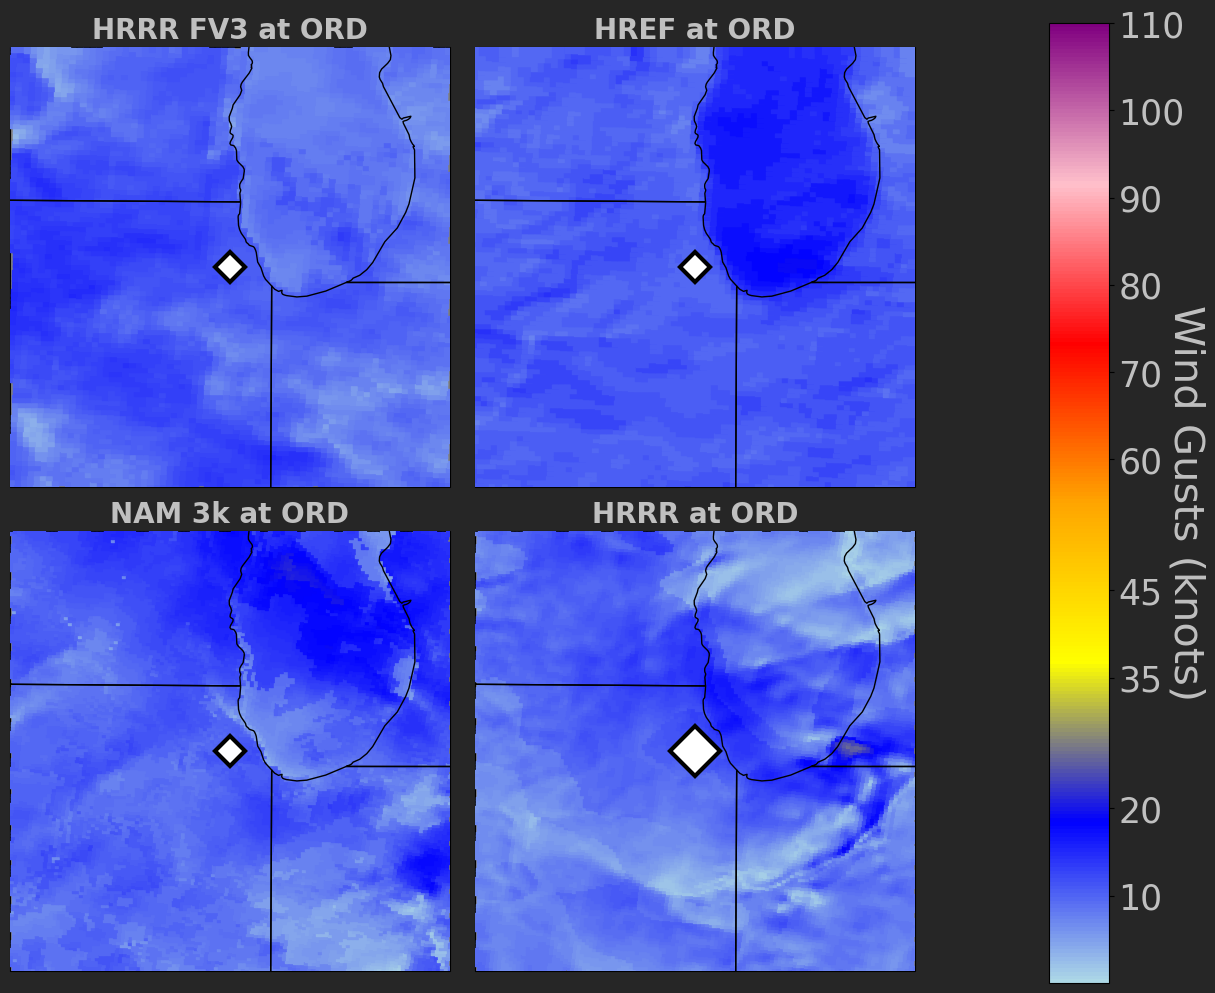 HRRR FV3 at ORD
HREF at ORD
NAM 3k at ORD
HRRR at ORD
110
100
90
80
70
60
45
35
20
10
Wind Gusts (knots)